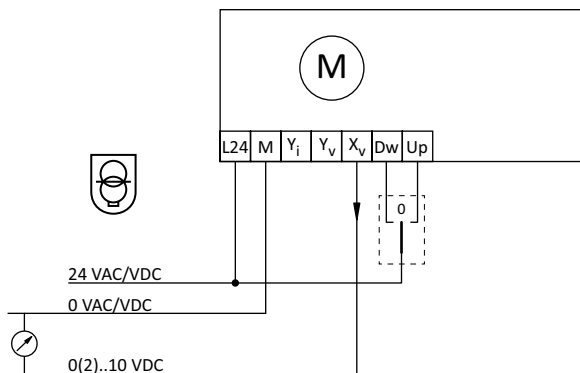 M
L24 M Yi Yv Xv Dw Up
0
24 VAC/VDC
0 VAC/VDC
0(2)..10 VDC